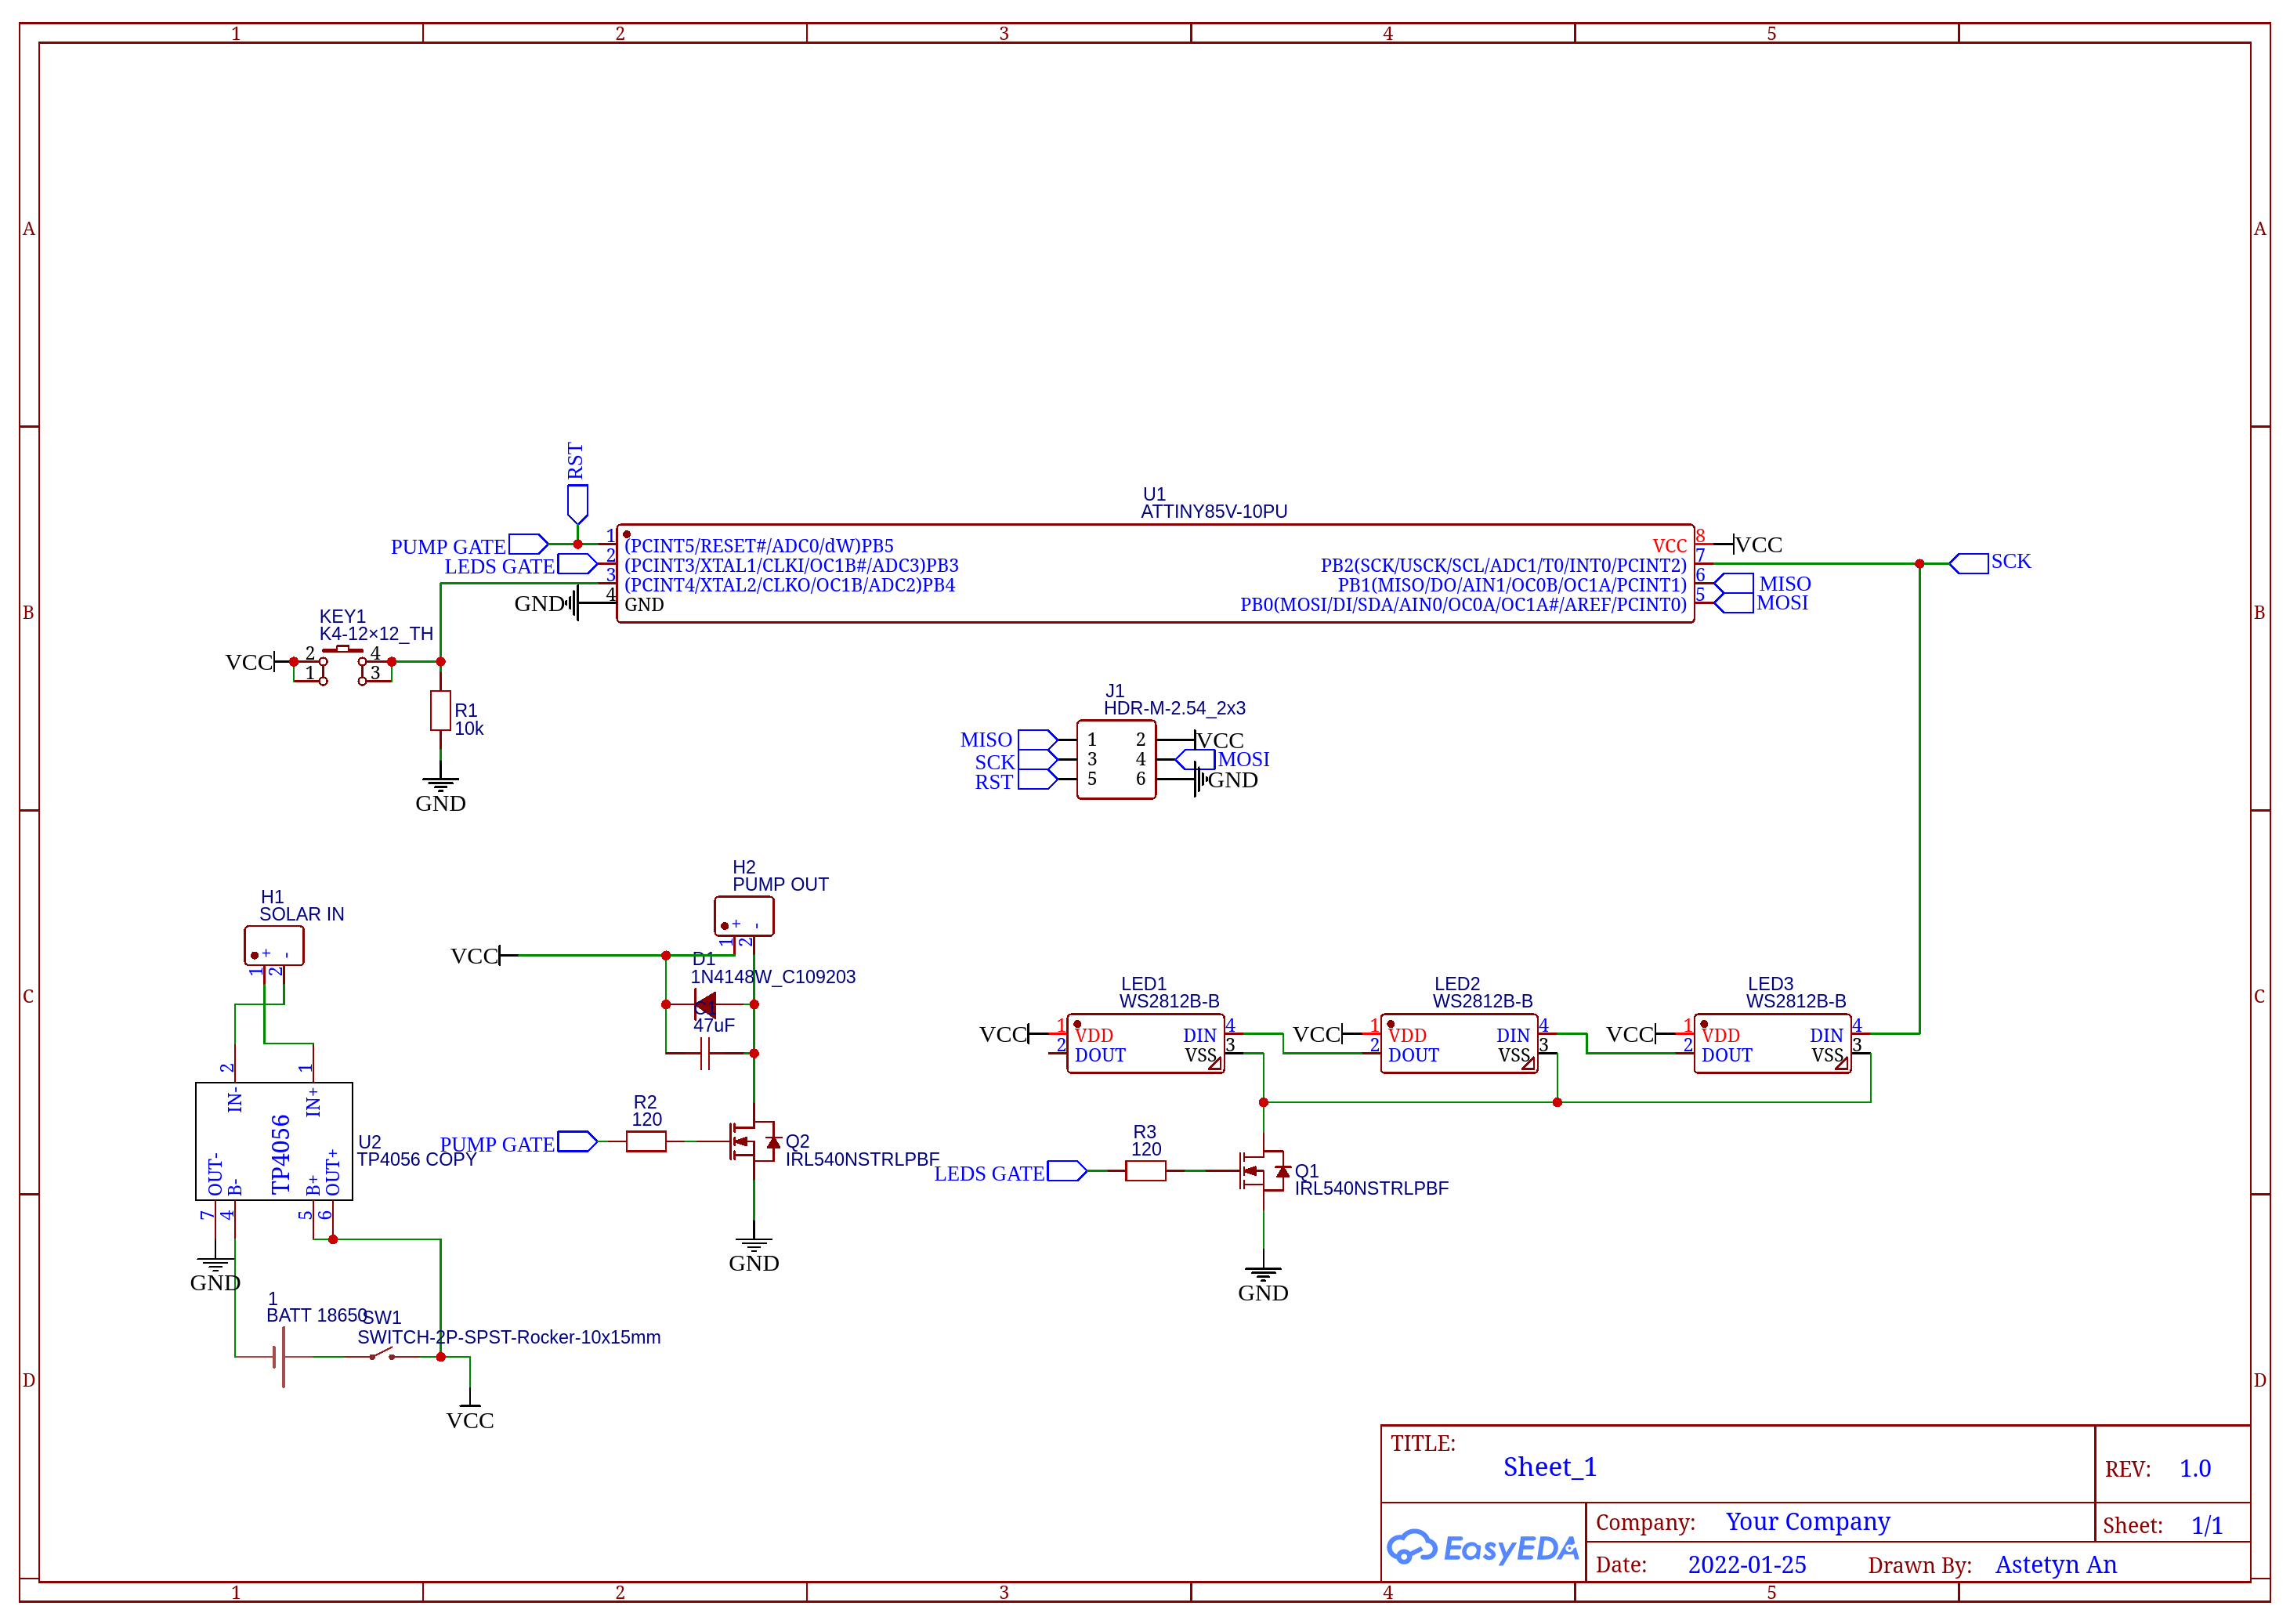 1 2 3 4 5
A A
RST
U1
ATTINY85V-10PU
PUMP GATE 1 (PCINT5/RESET#/ADC0/dW)PB5 VCC 8 VCC
LEDS GATE 2 (PCINT3/XTAL1/CLKI/OC1B#/ADC3)PB3 PB2(SCK/USCK/SCL/ADC1/T0/INT0/PCINT2) 7 SCK
3 (PCINT4/XTAL2/CLKO/OC1B/ADC2)PB4 PB1(MISO/DO/AIN1/OC0B/OC1A/PCINT1) 6 MISO
GND 4 GND PB0(MOSI/DI/SDA/AIN0/OC0A/OC1A#/AREF/PCINT0) 5 MOSI
B B
KEY1
K4-12×12_TH
VCC 2 4
1 3
R1
10k
GND
J1
HDR-M-2.54_2x3
MISO 1 2 VCC
SCK 3 4 MOSI
RST 5 6 GND
H2
PUMP OUT
+ -
1 2
H1
SOLAR IN
+ -
1 2
VCC
D1
1N4148W_C109203
C1
47uF
C C
LED1
WS2812B-B
VCC 1 VDD DIN 4
2 DOUT VSS 3
LED2
WS2812B-B
VCC 1 VDD DIN 4
2 DOUT VSS 3
LED3
WS2812B-B
VCC 1 VDD DIN 4
2 DOUT VSS 3
2 1
IN- IN+
TP4056
OUT- B- B+ OUT+
7 4 5 6
U2
TP4056 COPY
GND
R2
120
PUMP GATE
Q2
IRL540NSTRLPBF
GND
R3
120
LEDS GATE
Q1
IRL540NSTRLPBF
GND
1
BATT 18650
SW1
SWITCH-2P-SPST-Rocker-10x15mm
VCC
D D
TITLE:
Sheet_1
REV: 1.0
EasyEDA
Company: Your Company
Sheet: 1/1
Date: 2022-01-25 Drawn By: Astetyn An
1 2 3 4 5